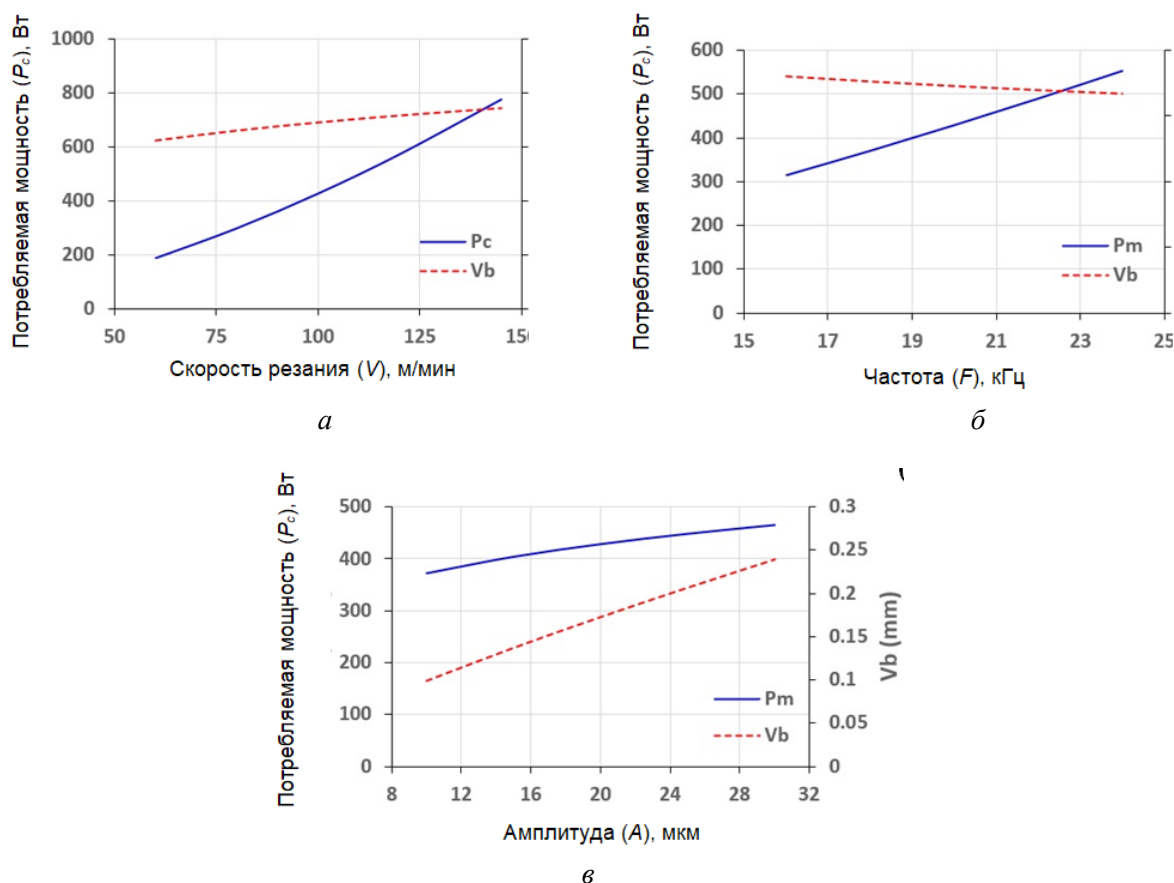 Потребляемая мощность (Pc), Вт
1000
800
600
400
200
0
Pc
Vb
50 75 100 125 150
Скорость резания (V), м/мин
а
Потребляемая мощность (Pc), Вт
600
500
400
300
200
100
0
Pm
Vb
15 17 19 21 23 25
Частота (F), кГц
б
Потребляемая мощность (Pc), Вт
500
400
300
200
100
0
Pm
Vb
0.3
0.25
0.2
0.15
0.1
0.05
0
Vb (mm)
8 12 16 20 24 28 32
Амплитуда (A), мкм
в